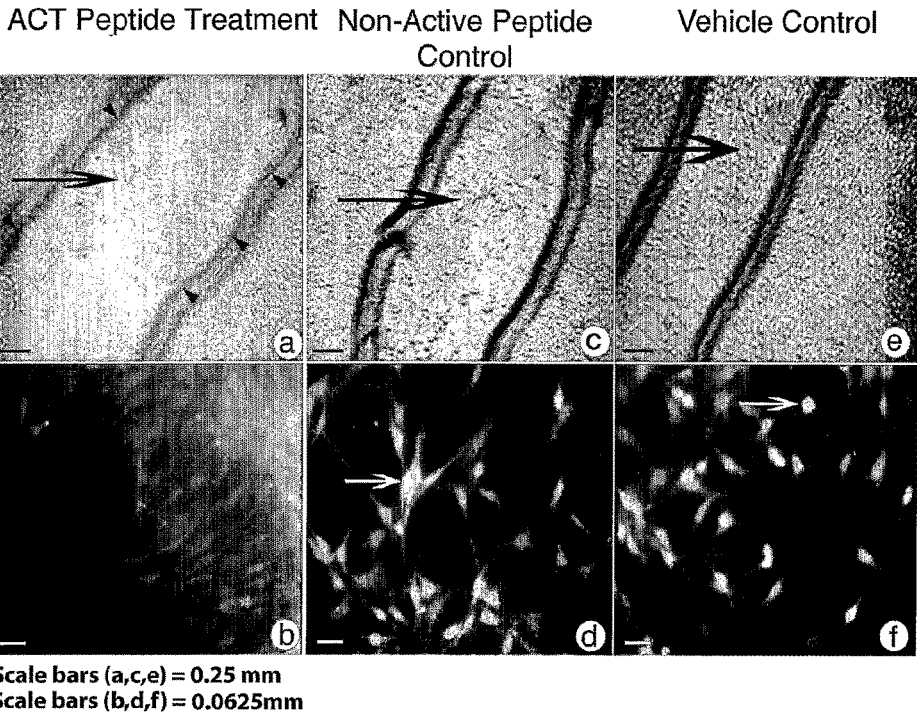 ACT Peptide Treatment
Non-Active Peptide
Control
Vehicle Control
a
c
e
b
d
f
Scale bars (a,c,e) = 0.25 mm
Scale bars (b,d,f) = 0.0625mm